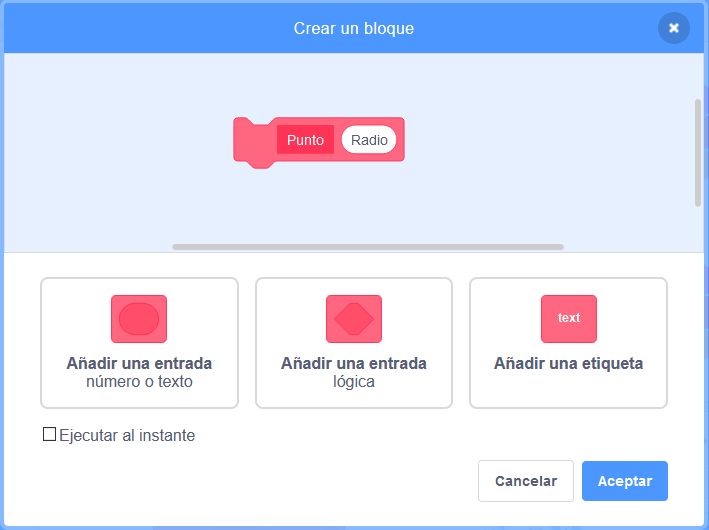 Crear un bloque
Punto Radio
text
Añadir una entrada
número o texto
Añadir una entrada
lógica
Añadir una etiqueta
Ejecutar al instante
Cancelar Aceptar